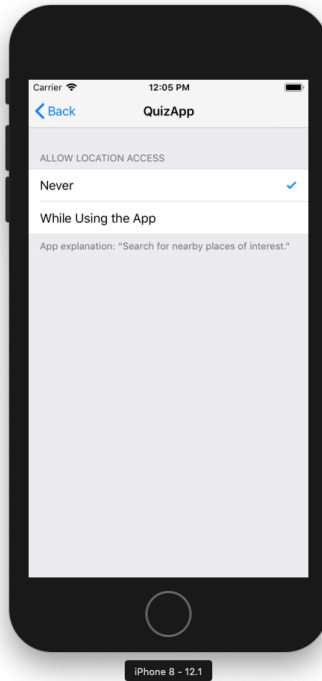 Carrier 12:05 PM
Back QuizApp
ALLOW LOCATION ACCESS
Never
While Using the App
App explanation: “Search for nearby places of interest.”
iPhone 8 - 12.1